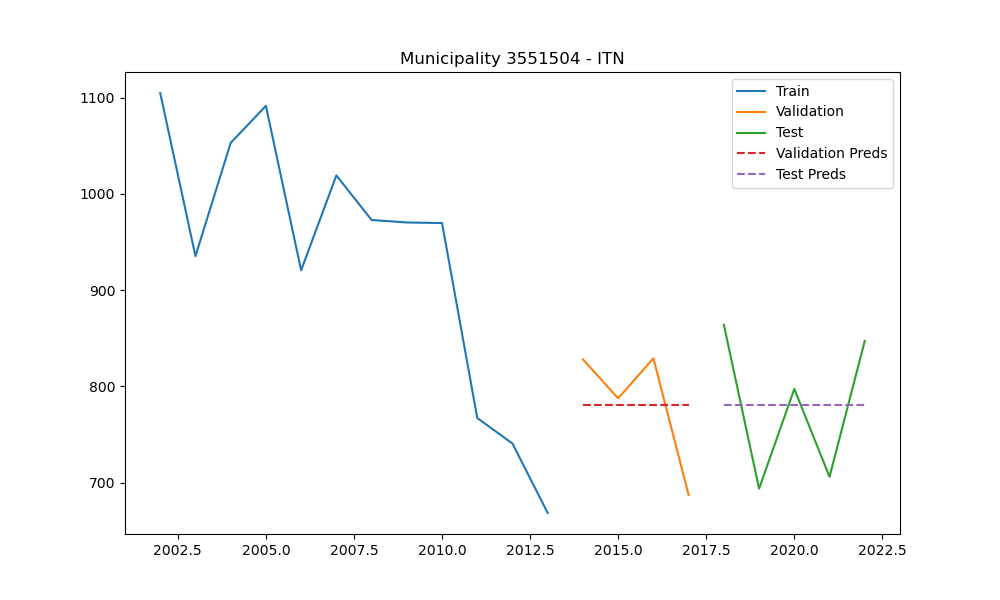 Municipality 3551504 - ITN
Train
Validation
Test
Validation Preds
Test Preds
1100
1000
900
800
700
2002.5 2005.0 2007.5 2010.0 2012.5 2015.0 2017.5 2020.0 2022.5